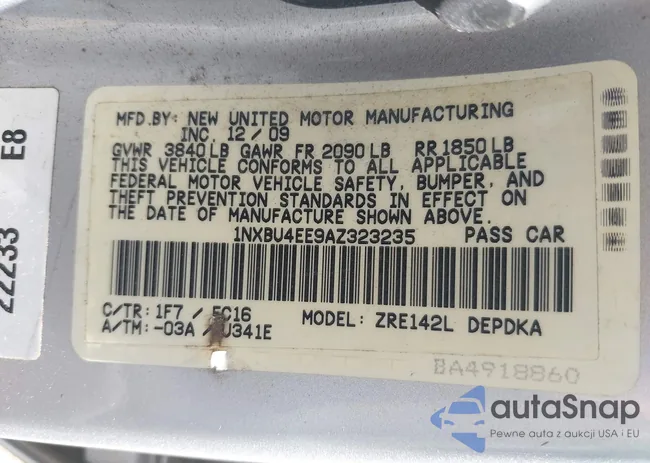 MFD.BY: NEW UNITED MOTOR MANUFACTURING
INC. 12/09
GVWR 3840 LB GAWR FR 2090 LB RR 1850 LB
THIS VEHICLE CONFORMS TO ALL APPLICABLE
FEDERAL MOTOR VEHICLE SAFETY, BUMPER, AND
THEFT PREVENTION STANDARDS IN EFFECT ON
THE DATE OF MANUFACTURE SHOWN ABOVE.
1NXBU4EE9AZ323235 PASS CAR
C/TR: 1F7 / FC16
A/TM: -03A / U341E
MODEL: ZRE142L DEPDKA
BA4918860
22233 E8
autaSnap
Pewne auta z aukcji USA i EU